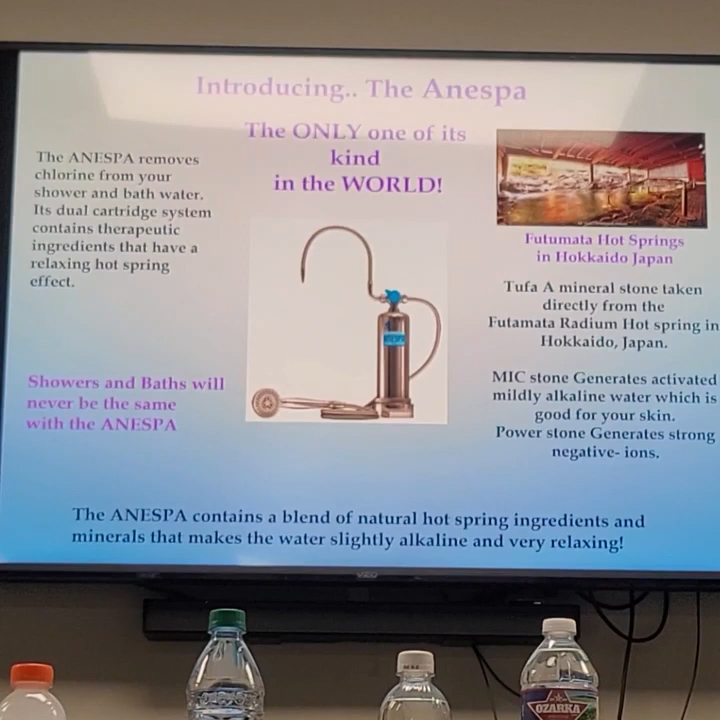 Introducing.. The Anespa
The ONLY one of its
kind
in the WORLD!
The ANESPA removes
chlorine from your
shower and bath water.
Its dual cartridge system
contains therapeutic
ingredients that have a
relaxing hot spring
effect.
Showers and Baths will
never be the same
with the ANESPA
Futumata Hot Springs
in Hokkaido Japan
Tufa A mineral stone taken
directly from the
Futamata Radium Hot spring in
Hokkaido, Japan.
MIC stone Generates activated
mildly alkaline water which is
good for your skin.
Power stone Generates strong
negative- ions.
The ANESPA contains a blend of natural hot spring ingredients and
minerals that makes the water slightly alkaline and very relaxing!
VIZIO
OZARKA